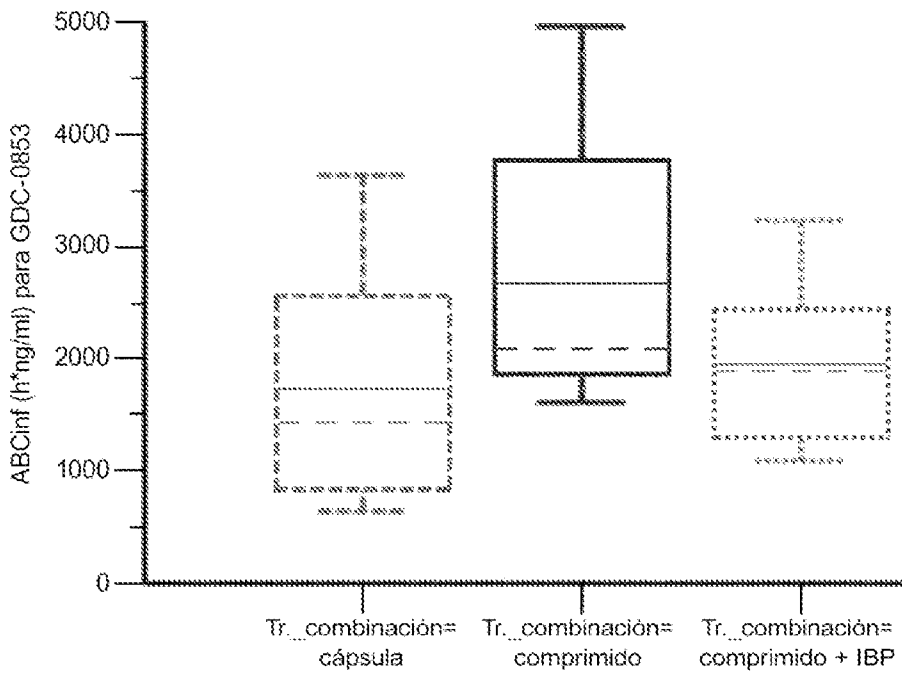 ABCinf (h*ng/ml) para GDC-0853
5000
4000
3000
2000
1000
0
Tr._combinación=
cápsula
Tr._combinación=
comprimido
Tr._combinación=
comprimido + IBP